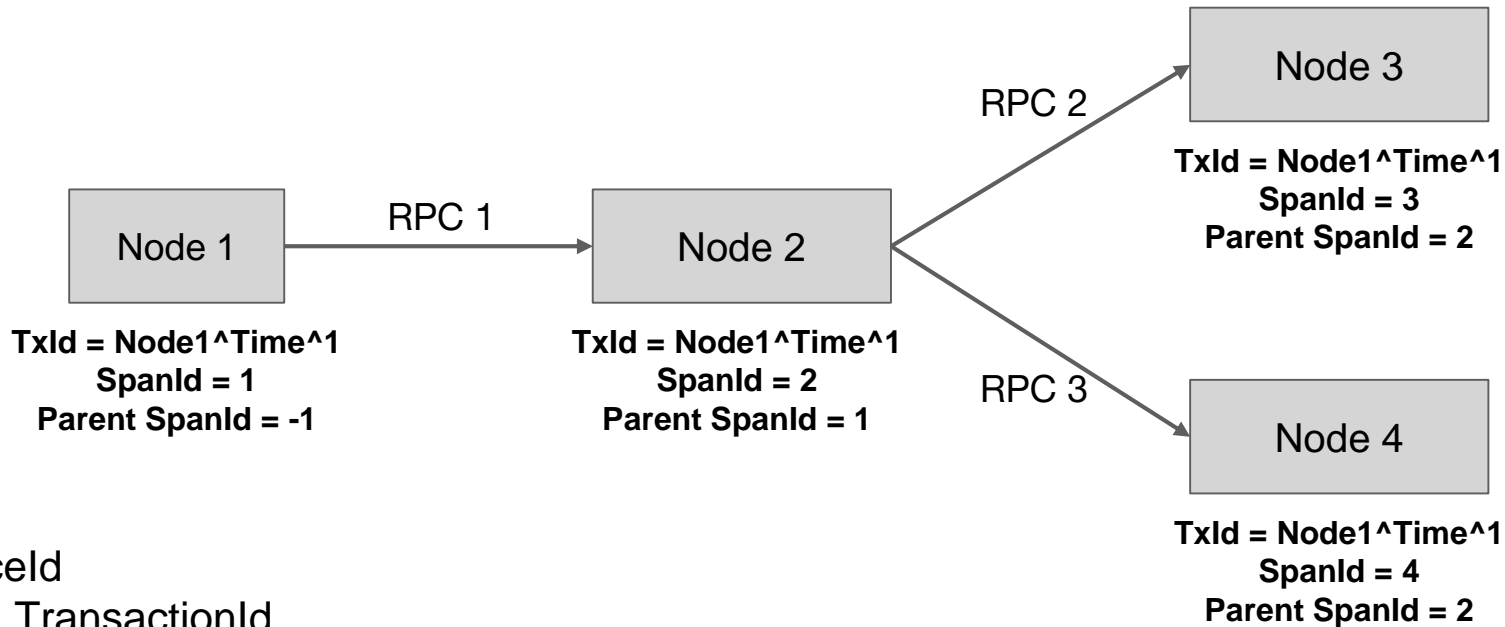 Node 1
TxId = Node1^Time^1
SpanId = 1
Parent SpanId = -1
RPC 1
Node 2
TxId = Node1^Time^1
SpanId = 2
Parent SpanId = 1
RPC 2
Node 3
TxId = Node1^Time^1
SpanId = 3
Parent SpanId = 2
RPC 3
Node 4
TxId = Node1^Time^1
SpanId = 4
Parent SpanId = 2
TransactionId